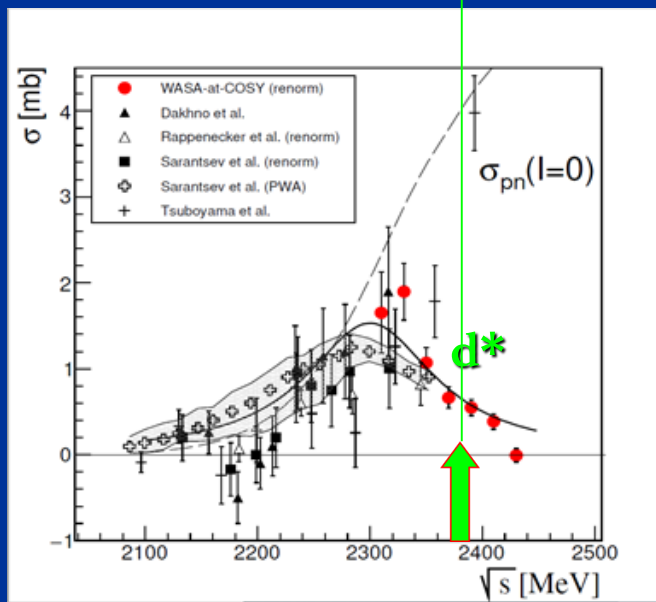 σ [mb]
4
3
2
1
0
−1
WASA-at-COSY (renorm)
Dakhno et al.
Rappenecker et al. (renorm)
Sarantsev et al. (renorm)
Sarantsev et al. (PWA)
Tsuboyama et al.
σpn(I=0)
d*
2100 2200 2300 2400 2500
√s [MeV]